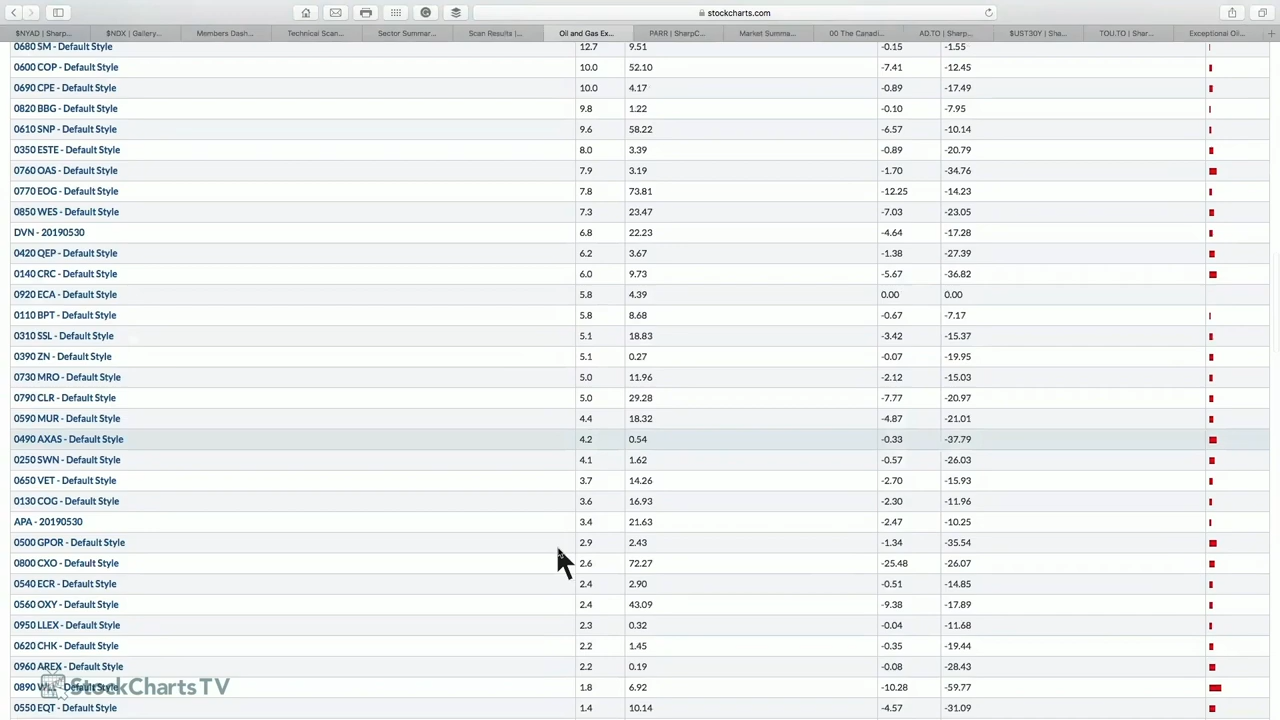 stockcharts.com
$NYAD | Sharp... $NDX | Gallery... Members Dash... Technical Scan... Sector Summar... Scan Results |... Oil and Gas Ex... PARR | SharpC... Market Summa... 00 The Canadi... AD.TO | Sharp... $UST30Y | Sha... TOU.TO | Shar... Exceptional Oil...
0680 SM - Default Style 12.7 9.51 -0.15 -1.55
0600 COP - Default Style 10.0 52.10 -7.41 -12.45
0690 CPE - Default Style 10.0 4.17 -0.89 -17.49
0820 BBG - Default Style 9.8 1.22 -0.10 -7.95
0610 SNP - Default Style 9.6 58.22 -6.57 -10.14
0350 ESTE - Default Style 8.0 3.39 -0.89 -20.79
0760 OAS - Default Style 7.9 3.19 -1.70 -34.76
0770 EOG - Default Style 7.8 73.81 -12.25 -14.23
0850 WES - Default Style 7.3 23.47 -7.03 -23.05
DVN - 20190530 6.8 22.23 -4.64 -17.28
0420 QEP - Default Style 6.2 3.67 -1.38 -27.39
0140 CRC - Default Style 6.0 9.73 -5.67 -36.82
0920 ECA - Default Style 5.8 4.39 0.00 0.00
0110 BPT - Default Style 5.8 8.68 -0.67 -7.17
0310 SSL - Default Style 5.1 18.83 -3.42 -15.37
0390 ZN - Default Style 5.1 0.27 -0.07 -19.95
0730 MRO - Default Style 5.0 11.96 -2.12 -15.03
0790 CLR - Default Style 5.0 29.28 -7.77 -20.97
0590 MUR - Default Style 4.4 18.32 -4.87 -21.01
0490 AXAS - Default Style 4.2 0.54 -0.33 -37.79
0250 SWN - Default Style 4.1 1.62 -0.57 -26.03
0650 VET - Default Style 3.7 14.26 -2.70 -15.93
0130 COG - Default Style 3.6 16.93 -2.30 -11.96
APA - 20190530 3.4 21.63 -2.47 -10.25
0500 GPOR - Default Style 2.9 2.43 -1.34 -35.54
0800 CXO - Default Style 2.6 72.27 -25.48 -26.07
0540 ECR - Default Style 2.4 2.90 -0.51 -14.85
0560 OXY - Default Style 2.4 43.09 -9.38 -17.89
0950 LLEX - Default Style 2.3 0.32 -0.04 -11.68
0620 CHK - Default Style 2.2 1.45 -0.35 -19.44
0960 AREX - Default Style 2.2 0.19 -0.08 -28.43
0890 Default Style 1.8 6.92 -10.28 -59.77
StockChartsTV
0550 EQT - Default Style 1.4 10.14 -4.57 -31.09